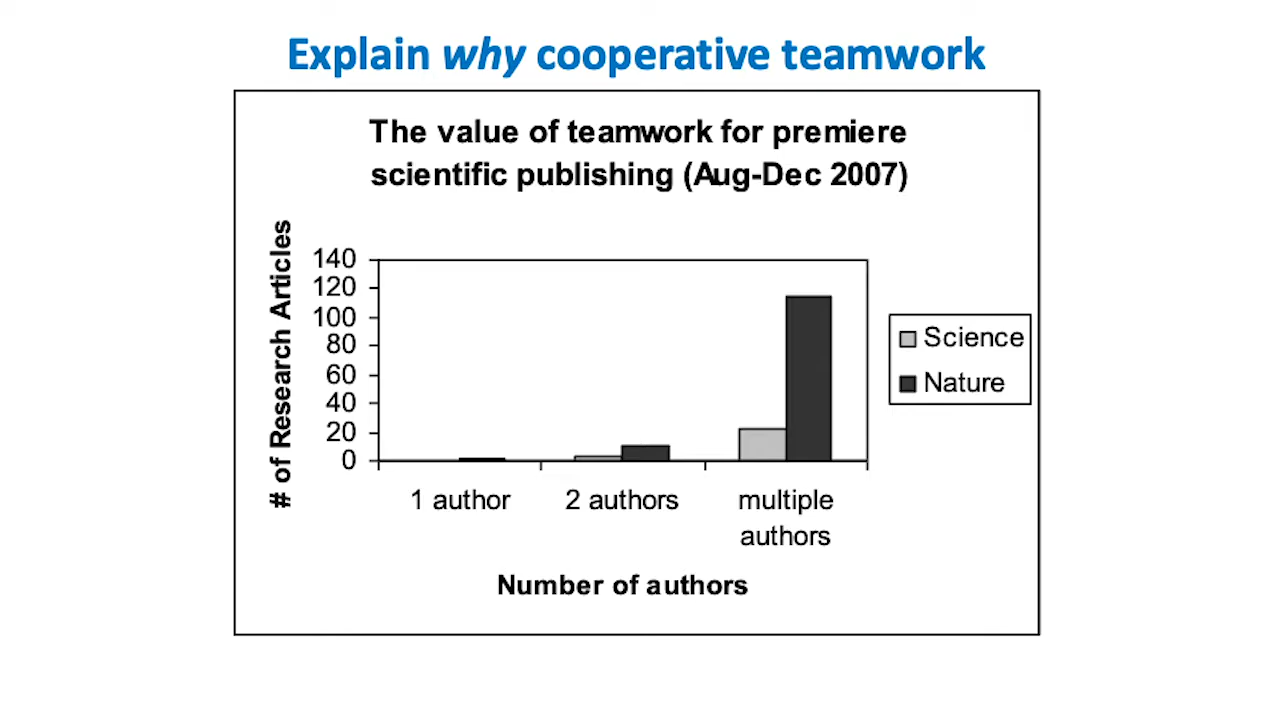 Explain why cooperative teamwork
The value of teamwork for premiere
scientific publishing (Aug-Dec 2007)
# of Research Articles
140
120
100
80
60
40
20
0
1 author
2 authors
multiple
authors
Number of authors
Science
Nature